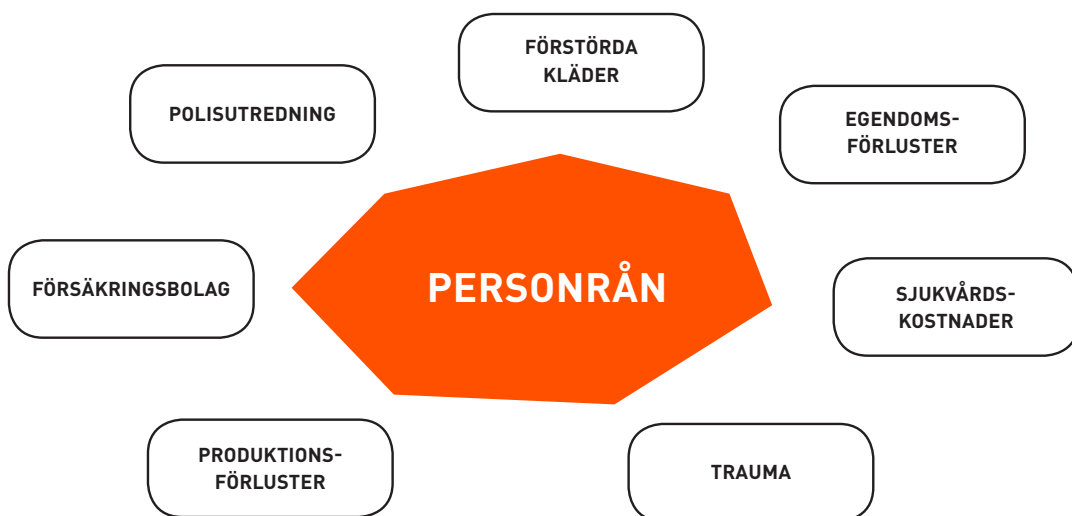 FÖRSTÖRDA
KLÄDER
POLISUTREDNING
EGENDOMS-
FÖRLUSTER
FÖRSÄKRINGSBOLAG
PERSONRÅN
SJUKVÅRDS-
KOSTNADER
PRODUKTIONS-
FÖRLUSTER
TRAUMA